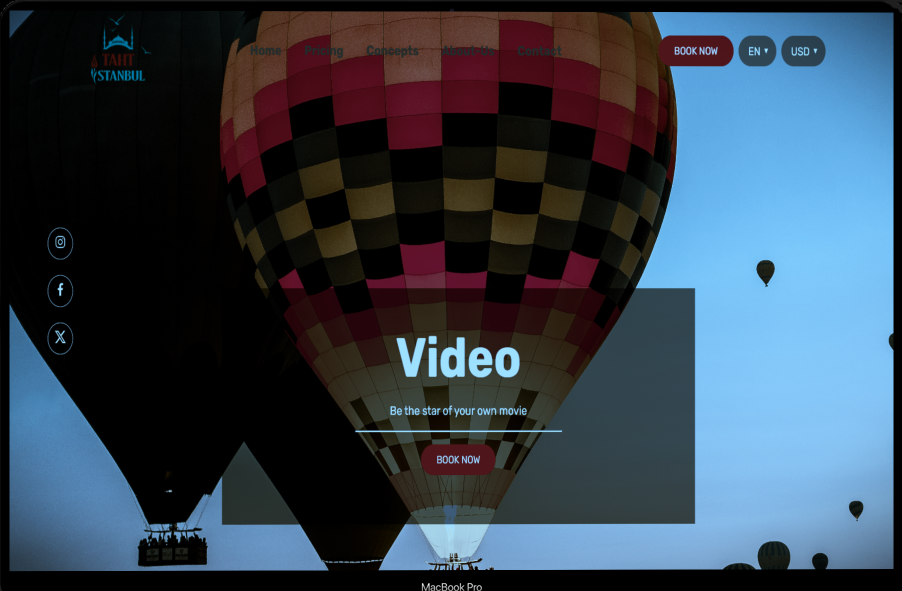 TAHT
ISTANBUL
Home Pricing Concepts About Us Contact BOOK NOW EN USD
Video
Be the star of your own movie
BOOK NOW
MacBook Pro